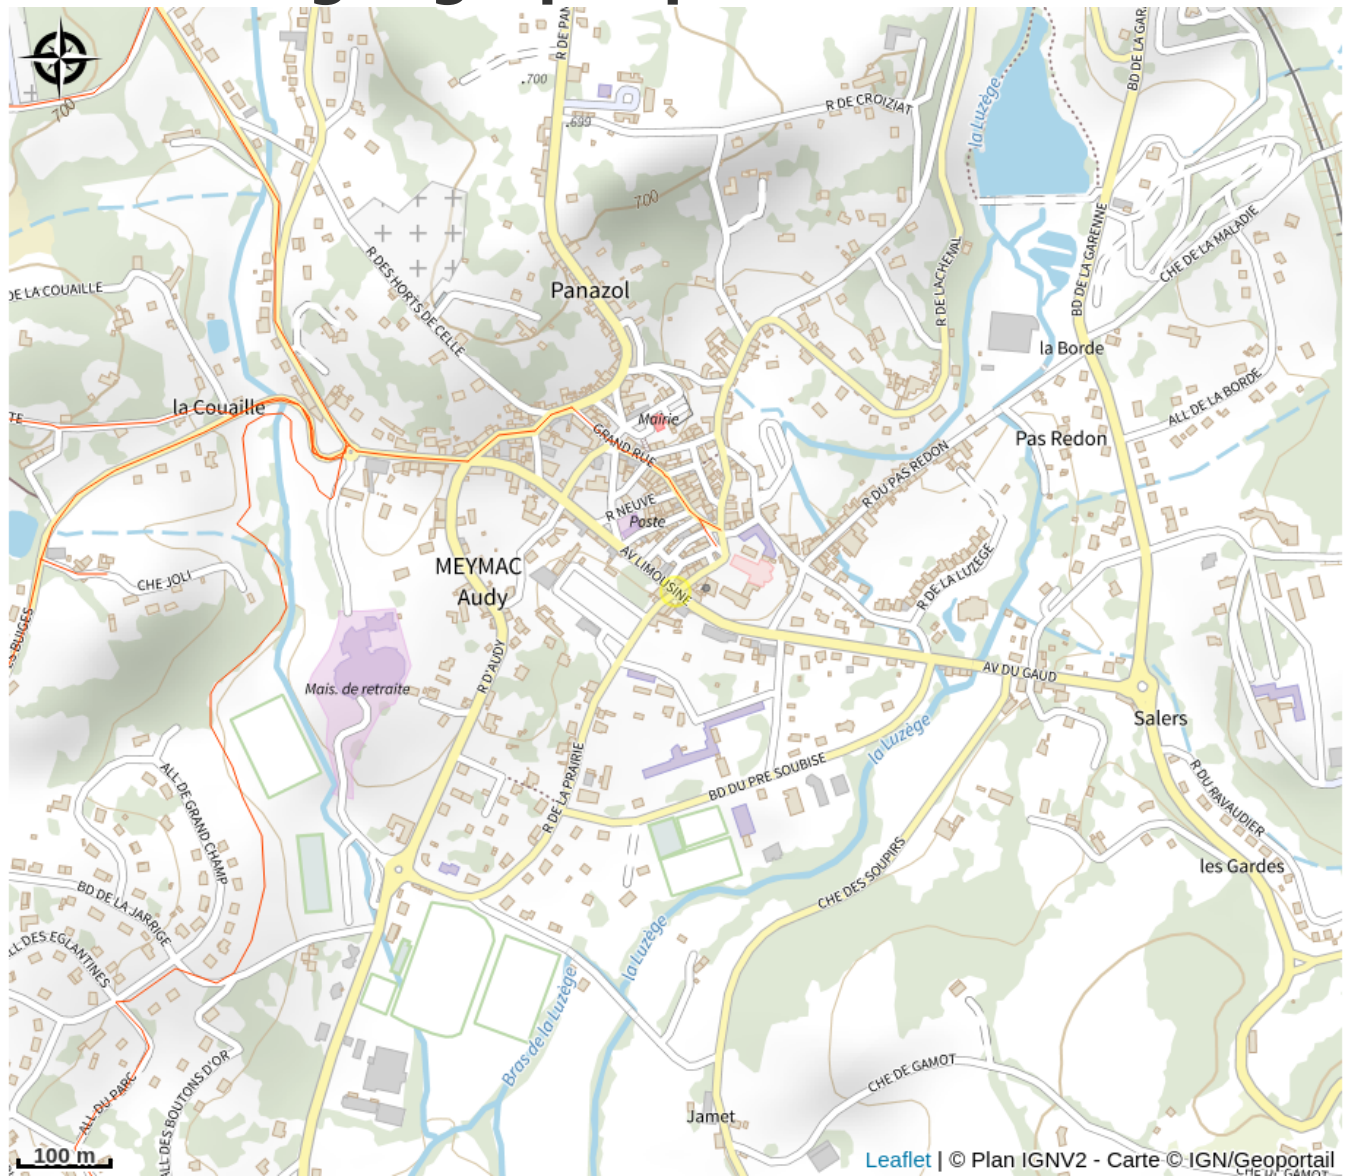 R DE PAN
BD DE LA GAR
.700
700
R DE CROIZIAT
la Luzège
.699
700
BD DE LA GARENNE
CHE DE LA MALADIE
R DES HORTS DE CELLE
R DE LACHENAL
DE LA COUAILLE
Panazol
la Borde
la Couaille
ALL DE LA BORDE
TE
Mairie
GRAND RUE
Pas Redon
R DU PAS REDON
R NEUVE
Poste
AV LIMOUSINE
MEYMAC
Audy
CHE JOLI
R DE LA LUZEGE
S BUIGES
R D'AUDY
AV DU GAUD
Mais. de retraite
Salers
la Luzège
R DE LA PRAIRIE
BD DU PRE SOUBISE
ALL DE GRAND CHAMP
R DU RAVAUDIER
CHE DES SOUPIRS
les Gardes
BD DE LA JARRIGE
LL DES EGLANTINES
la Luzège
Bras de la Luzège
ALL DU PARC
ALL DES BOUTONS D'OR
CHE DE GAMOT
Jamet
100 m
Leaflet | © Plan IGNV2 - Carte © IGN/Geoportail